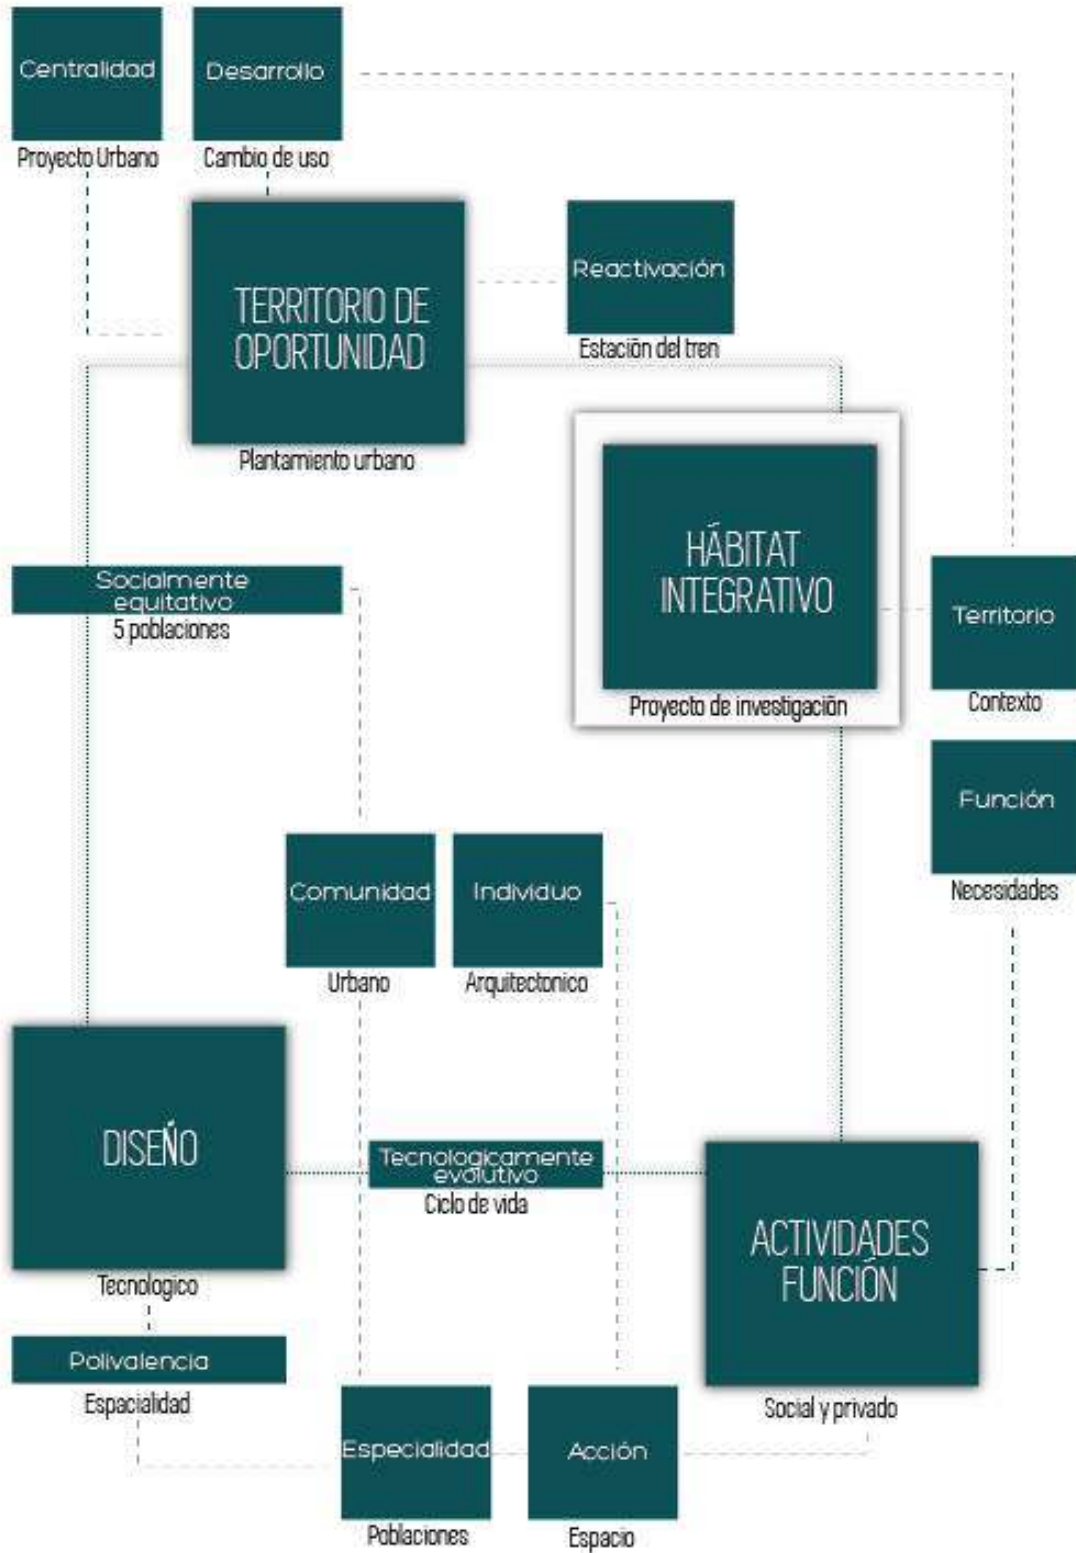 Centralidad
Proyecto Urbano
Desarrollo
Cambio de uso
TERRITORIO DE
OPORTUNIDAD
Plantamiento urbano
Reactivación
Estación del tren
HÁBITAT
INTEGRATIVO
Proyecto de investigación
Socialmente
equitativo
5 poblaciones
Territorio
Contexto
Función
Necesidades
Comunidad
Urbano
Individuo
Arquitectonico
DISEÑO
Tecnologico
Tecnologicamente
evolutivo
Ciclo de vida
ACTIVIDADES
FUNCIÓN
Social y privado
Polivalencia
Espacialidad
Especialidad
Poblaciones
Acción
Espacio